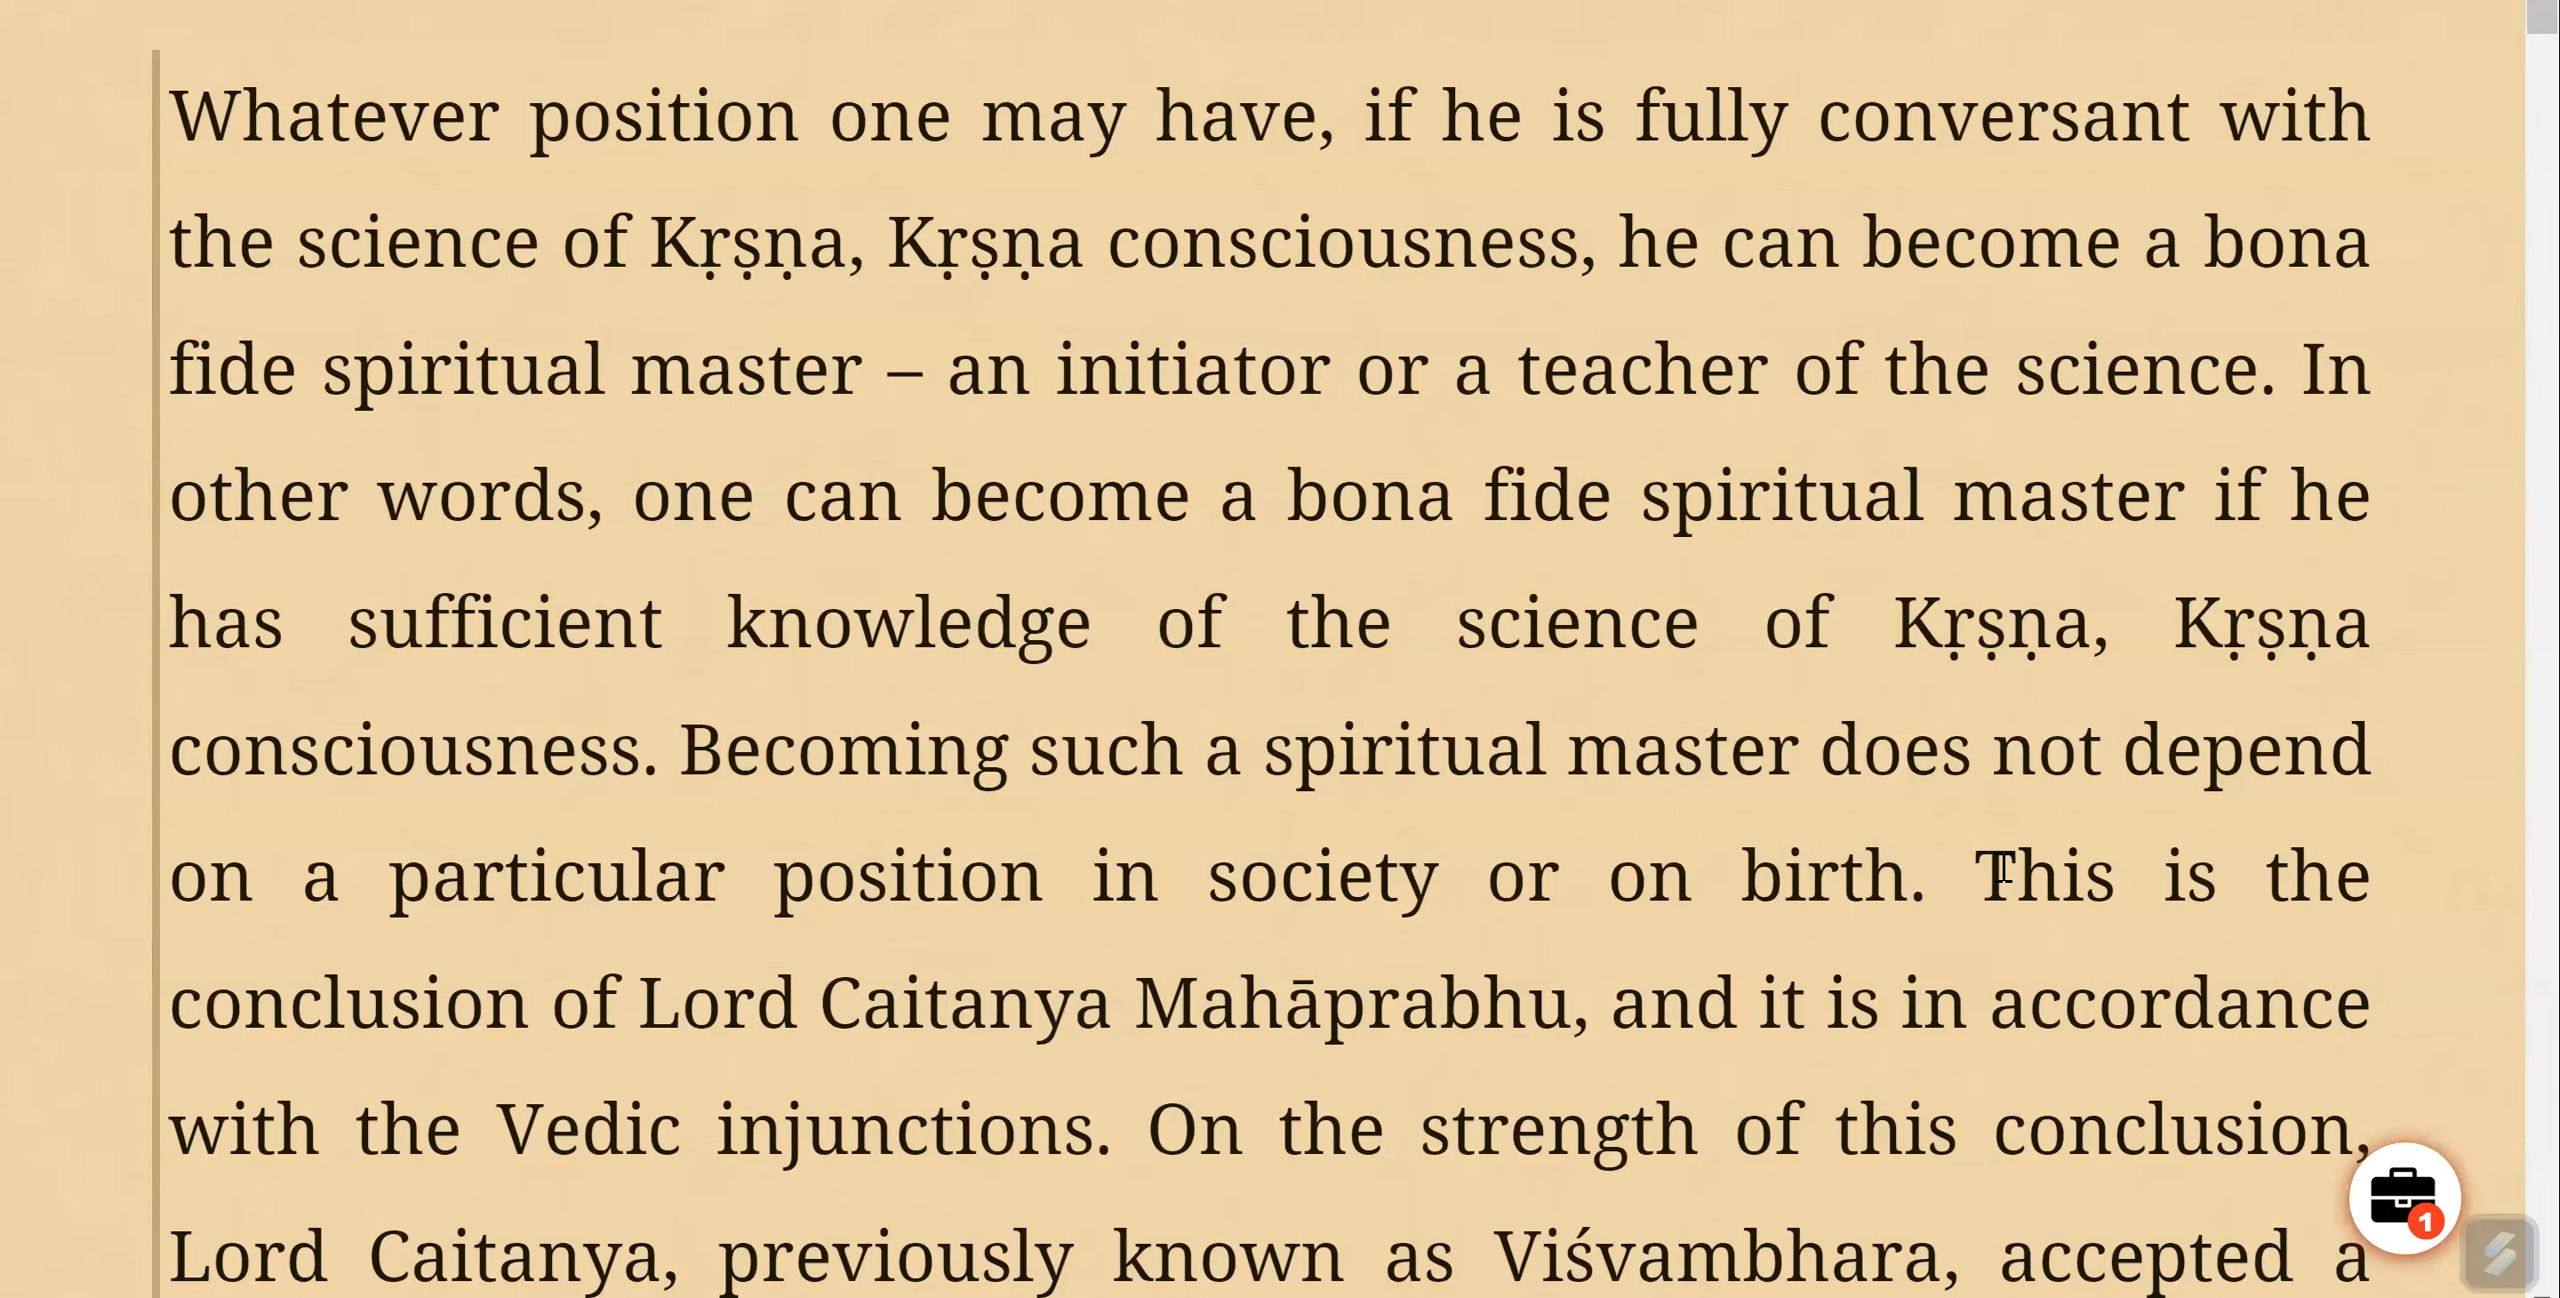 Whatever position one may have, if he is fully conversant with
the science of Kṛṣṇa, Kṛṣṇa consciousness, he can become a bona
fide spiritual master – an initiator or a teacher of the science. In
other words, one can become a bona fide spiritual master if he
has sufficient knowledge of the science of Kṛṣṇa, Kṛṣṇa
consciousness. Becoming such a spiritual master does not depend
on a particular position in society or on birth. This is the
conclusion of Lord Caitanya Mahāprabhu, and it is in accordance
with the Vedic injunctions. On the strength of this conclusion,
Lord Caitanya, previously known as Viśvambhara, accepted a
1